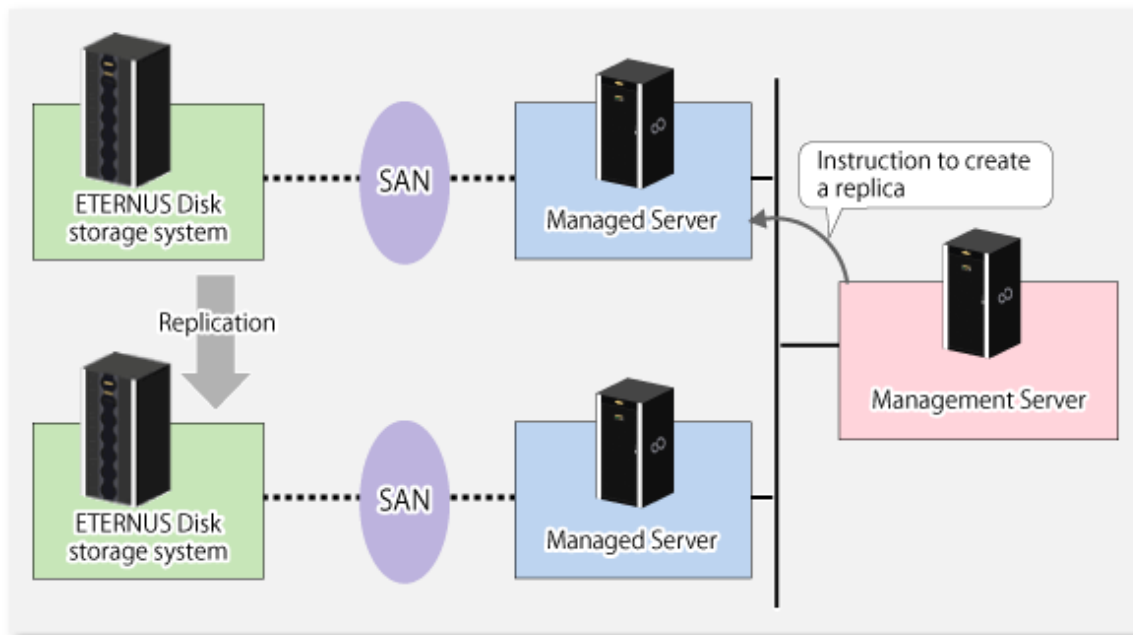 ETERNUS Disk
storage system
SAN
Managed Server
Instruction to create
a replica
Replication
Management Server
ETERNUS Disk
storage system
SAN
Managed Server